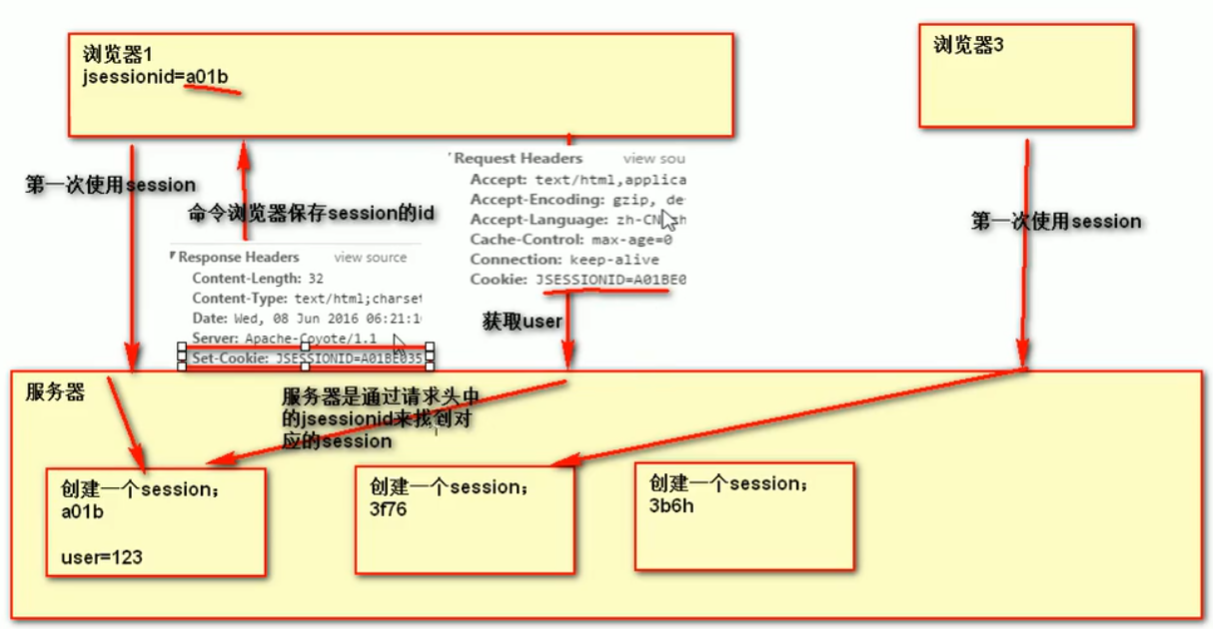 浏览器1
jsessionid=a01b
浏览器3
第一次使用session
命令浏览器保存session的id
Request Headers view sou
Accept: text/html,applica
Accept-Encoding: gzip, de
Accept-Language: zh-CN,zh
Cache-Control: max-age=0
Connection: keep-alive
Cookie: JSESSIONID=A01BE0
第一次使用session
Response Headers view source
Content-Length: 32
Content-Type: text/html;charset
Date: Wed, 08 Jun 2016 06:21:1
Server: Apache-Coyote/1.1
Set-Cookie: JSESSIONID=A01BE035
获取user
服务器
服务器是通过请求头中
的jsessionid来找到对
应的session
创建一个session；
a01b
user=123
创建一个session；
3f76
创建一个session；
3b6h